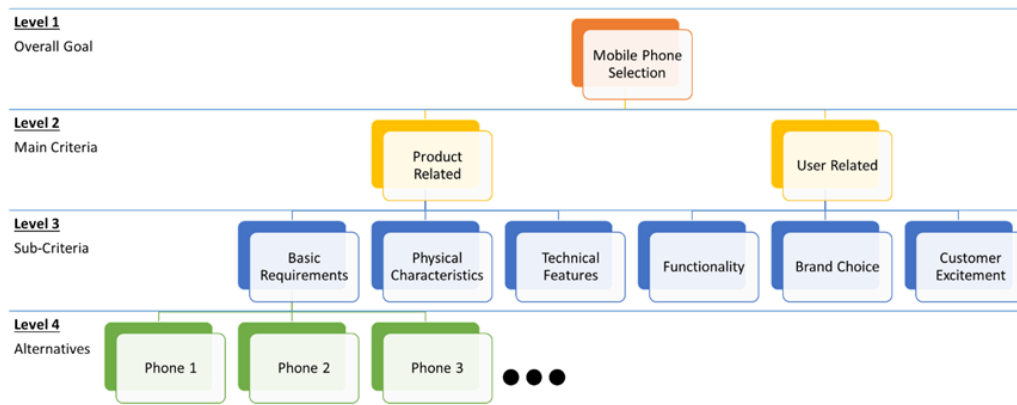 Level 1
Overall Goal
Mobile Phone
Selection
Level 2
Main Criteria
Product
Related
User Related
Level 3
Sub-Criteria
Basic
Requirements
Physical
Characteristics
Technical
Features
Functionality
Brand Choice
Customer
Excitement
Level 4
Alternatives
Phone 1
Phone 2
Phone 3